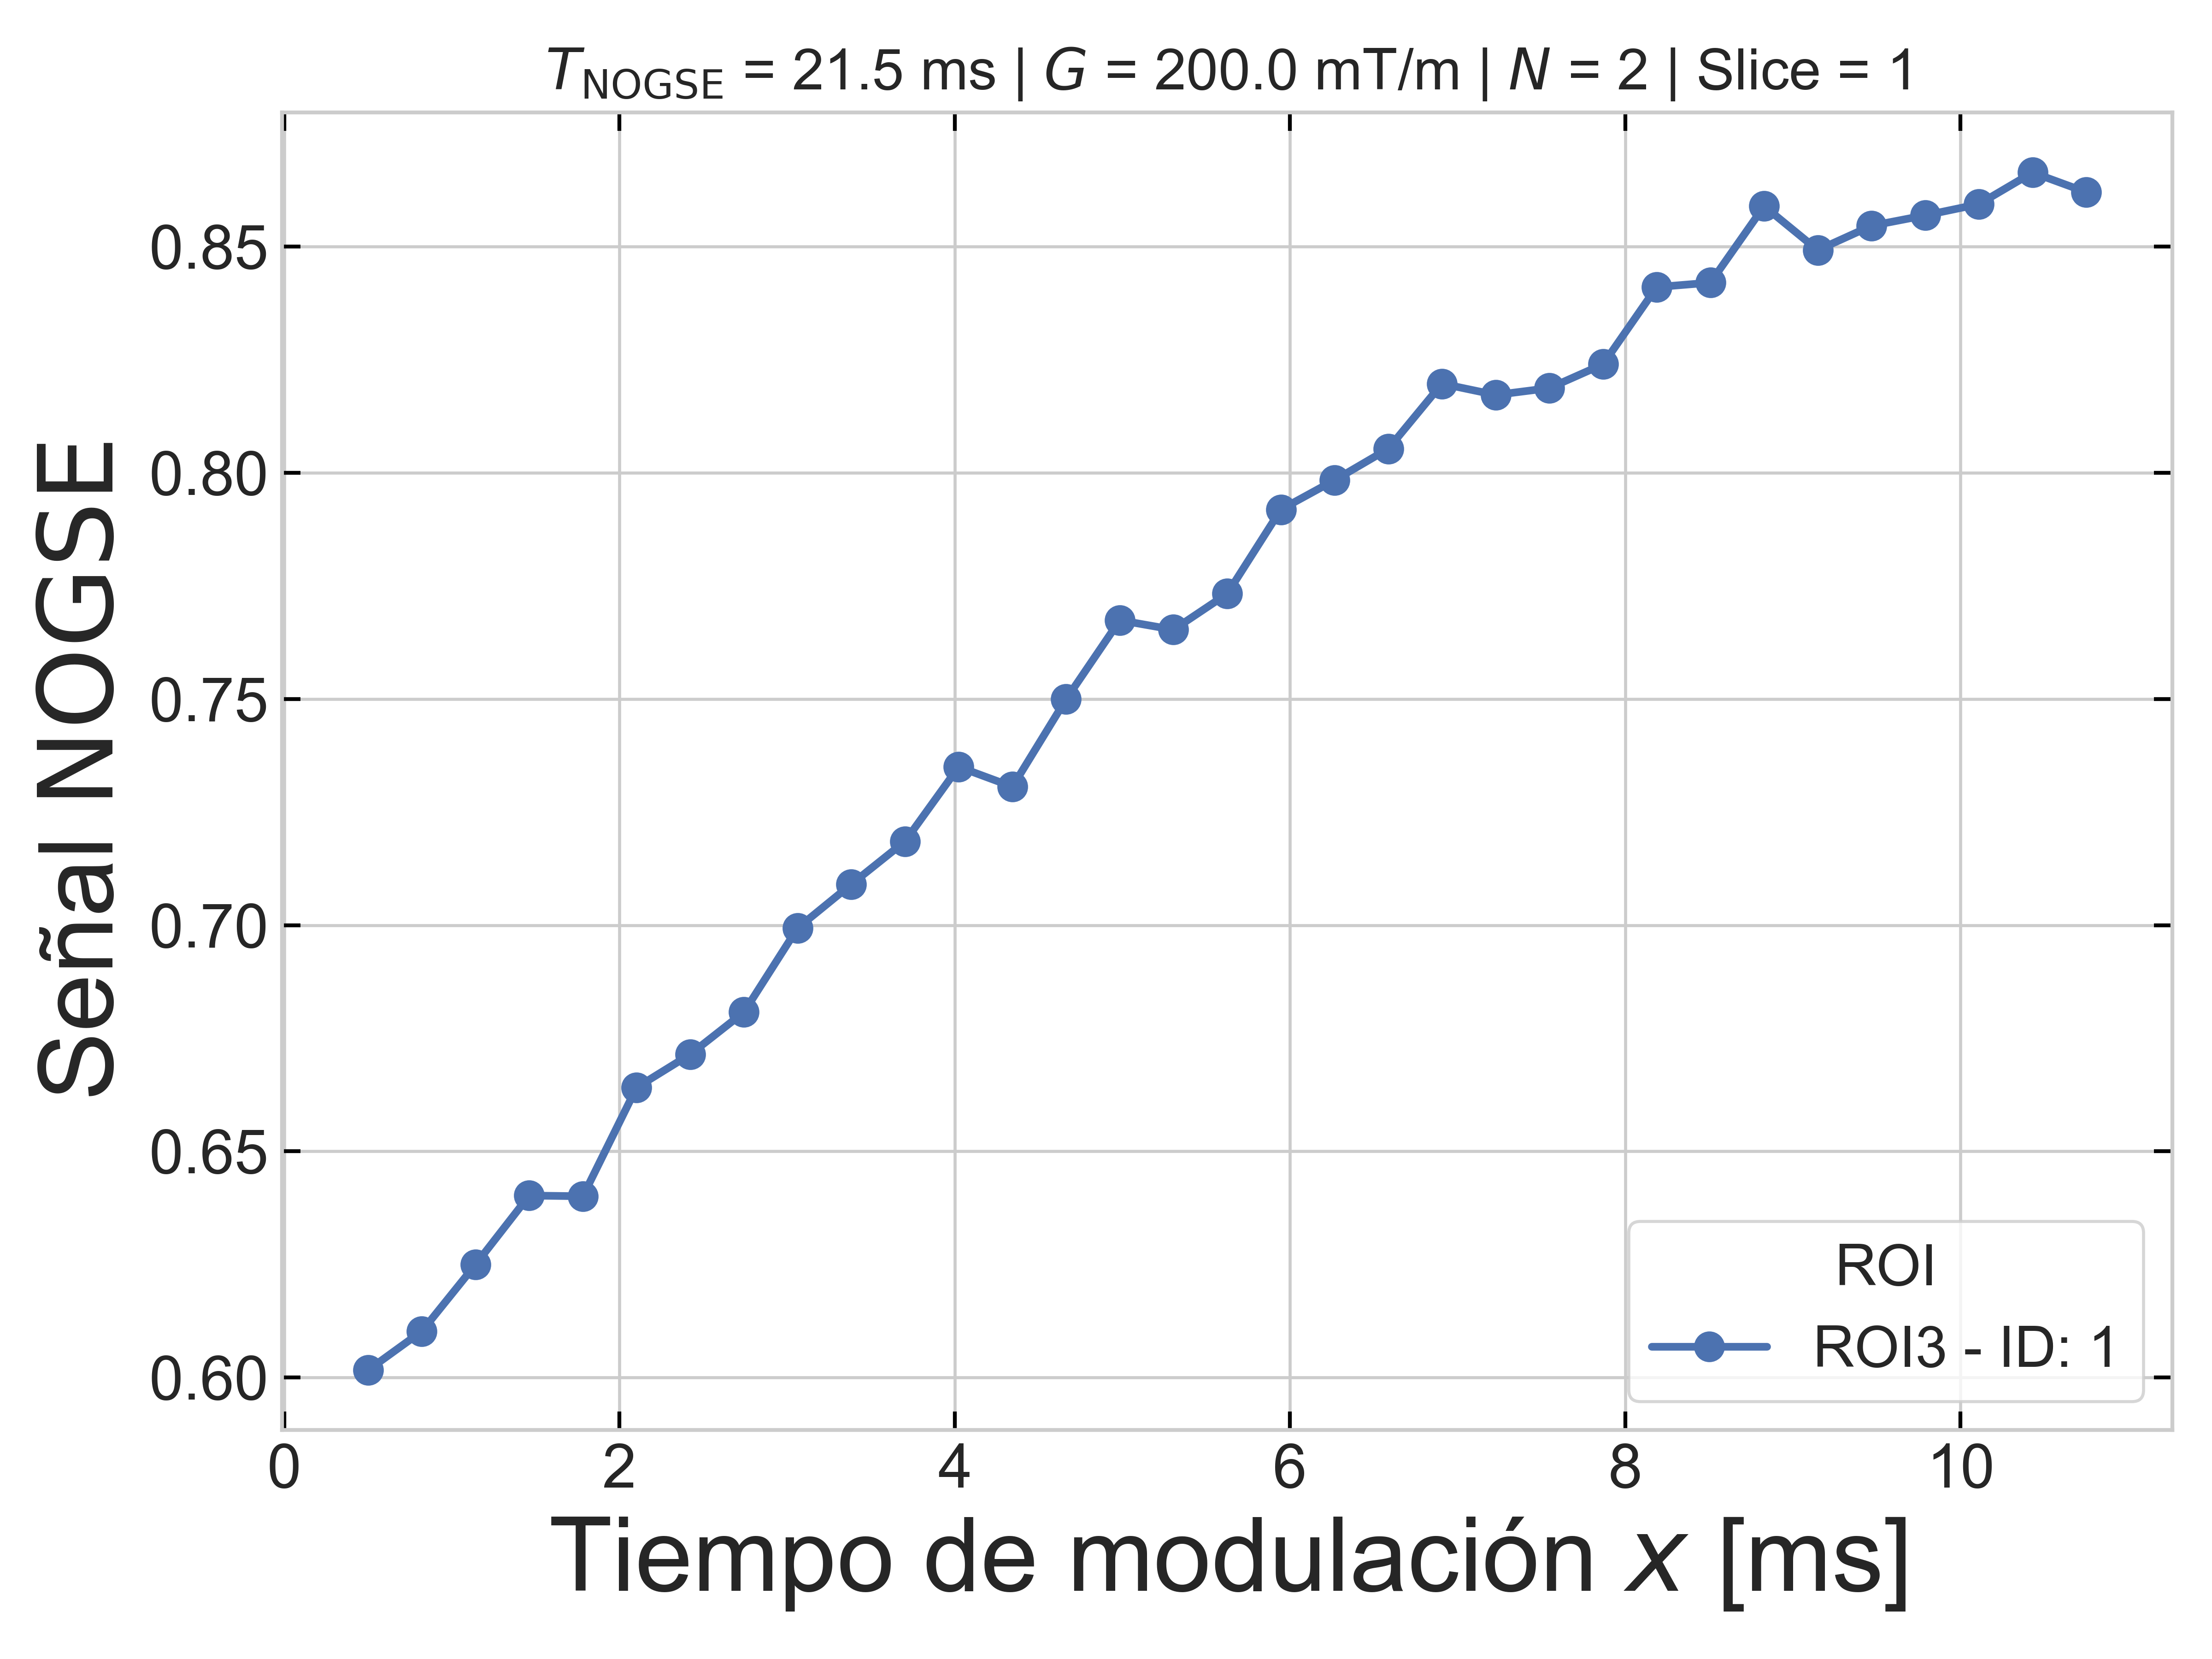 T_NOGSE = 21.5 ms | G = 200.0 mT/m | N = 2 | Slice = 1
Señal NOGSE
0.85
0.80
0.75
0.70
0.65
0.60
0 2 4 6 8 10
Tiempo de modulación x [ms]
ROI
ROI3 - ID: 1